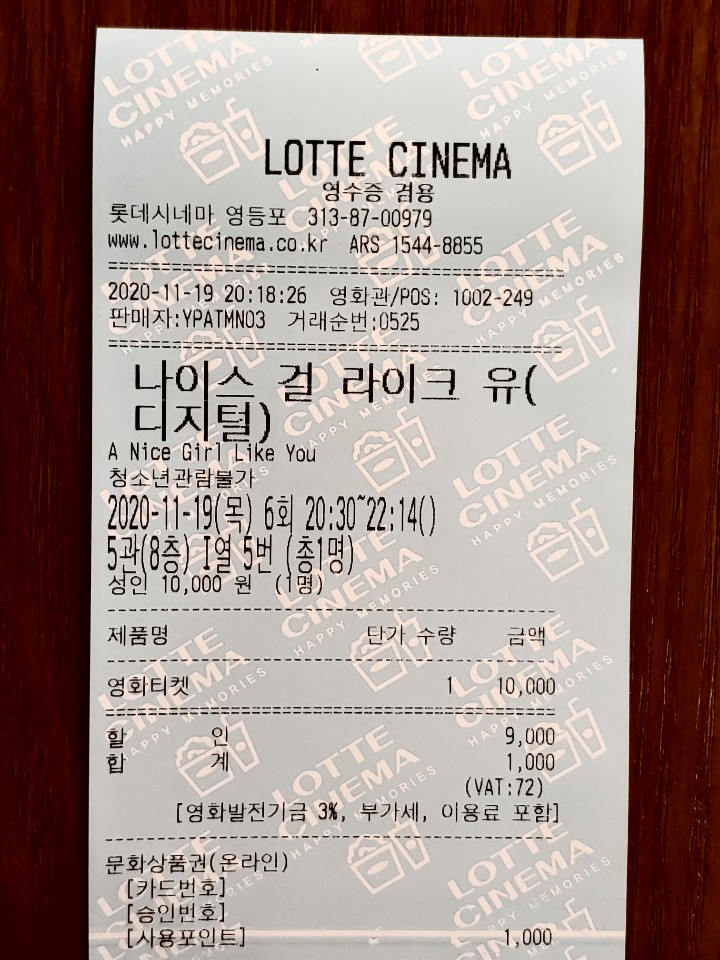 LOTTE CINEMA
영수증 겸용
롯데시네마 영등포 313-87-00979
www.lottecinema.co.kr ARS 1544-8855
2020-11-19 20:18:26 영화관/POS: 1002-249
판매자:YPATMN03 거래순번:0525
나이스 걸 라이크 유(
디지털)
A Nice Girl Like You
청소년관람불가
2020-11-19(목) 6회 20:30~22:14()
5관(8층) I열 5번 (총1명)
성인 10,000 원 (1명)
제품명 단가 수량 금액
영화티켓 1 10,000
할 인 9,000
합 계 1,000
(VAT:72)
[영화발전기금 3%, 부가세, 이용료 포함]
문화상품권(온라인)
[카드번호]
[승인번호]
[사용포인트] 1,000
LOTTE CINEMA HAPPY MEMORIES